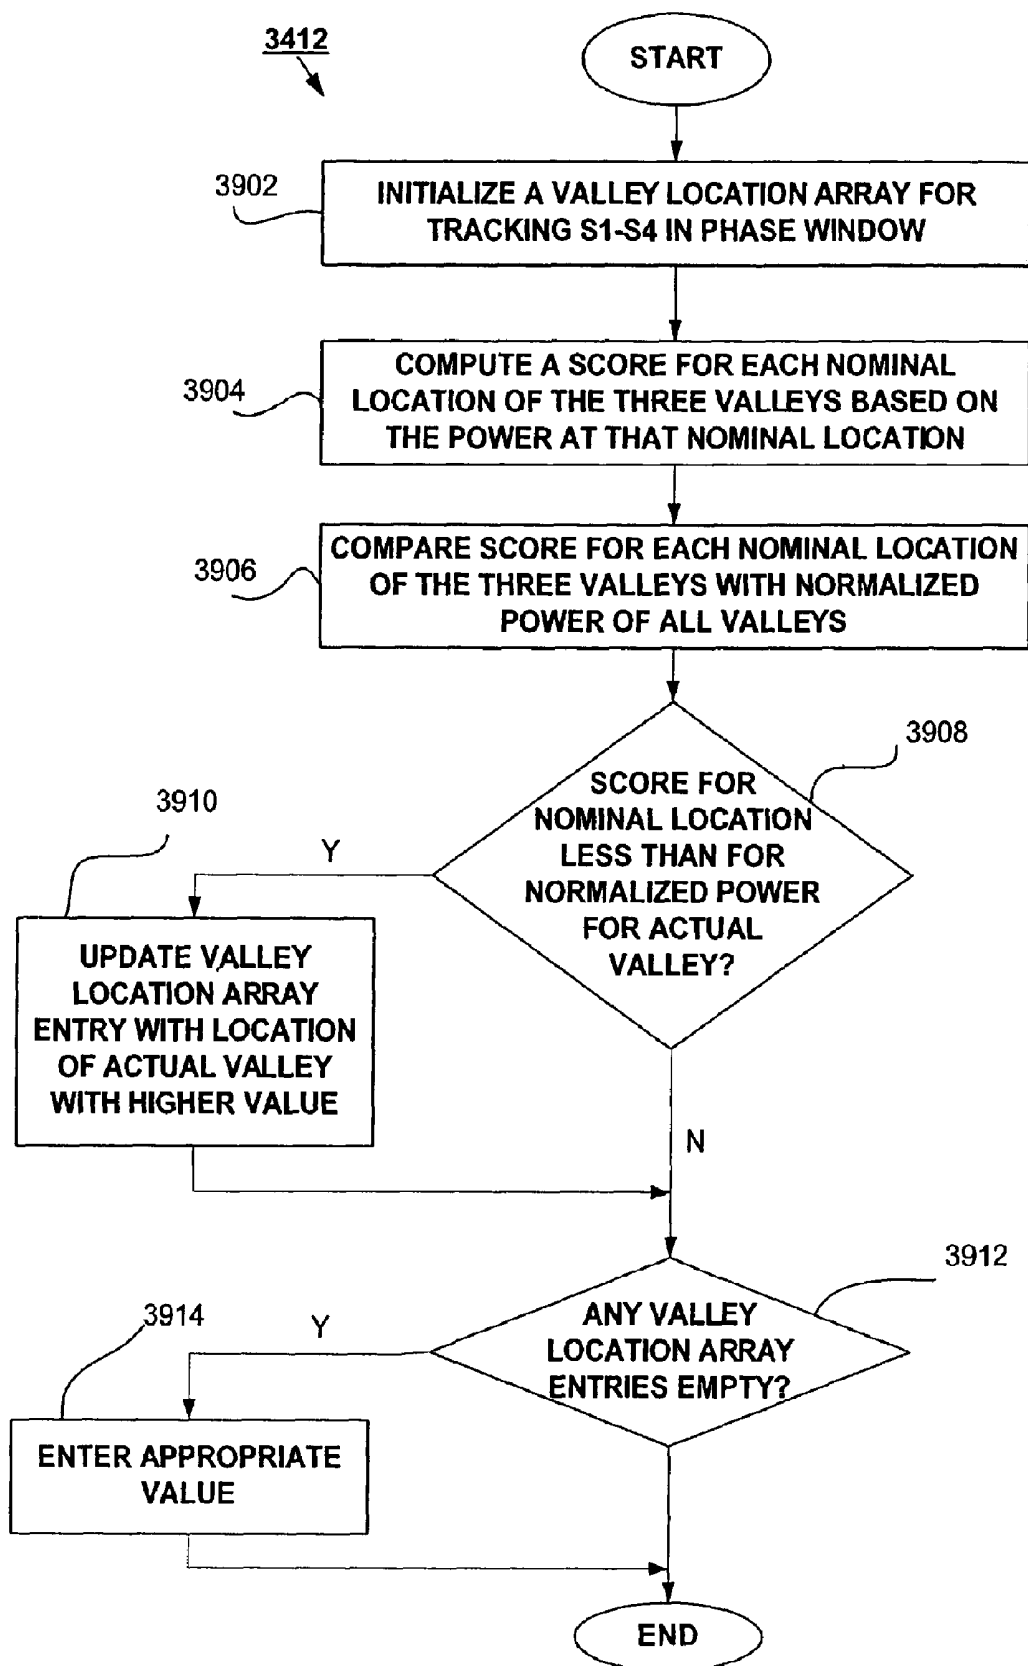 3412
START
3902
INITIALIZE A VALLEY LOCATION ARRAY FOR
TRACKING S1-S4 IN PHASE WINDOW
3904
COMPUTE A SCORE FOR EACH NOMINAL
LOCATION OF THE THREE VALLEYS BASED ON
THE POWER AT THAT NOMINAL LOCATION
3906
COMPARE SCORE FOR EACH NOMINAL LOCATION
OF THE THREE VALLEYS WITH NORMALIZED
POWER OF ALL VALLEYS
3908
SCORE FOR
NOMINAL LOCATION
LESS THAN FOR
NORMALIZED POWER
FOR ACTUAL
VALLEY?
Y
3910
UPDATE VALLEY
LOCATION ARRAY
ENTRY WITH LOCATION
OF ACTUAL VALLEY
WITH HIGHER VALUE
N
3912
ANY VALLEY
LOCATION ARRAY
ENTRIES EMPTY?
Y
3914
ENTER APPROPRIATE
VALUE
END